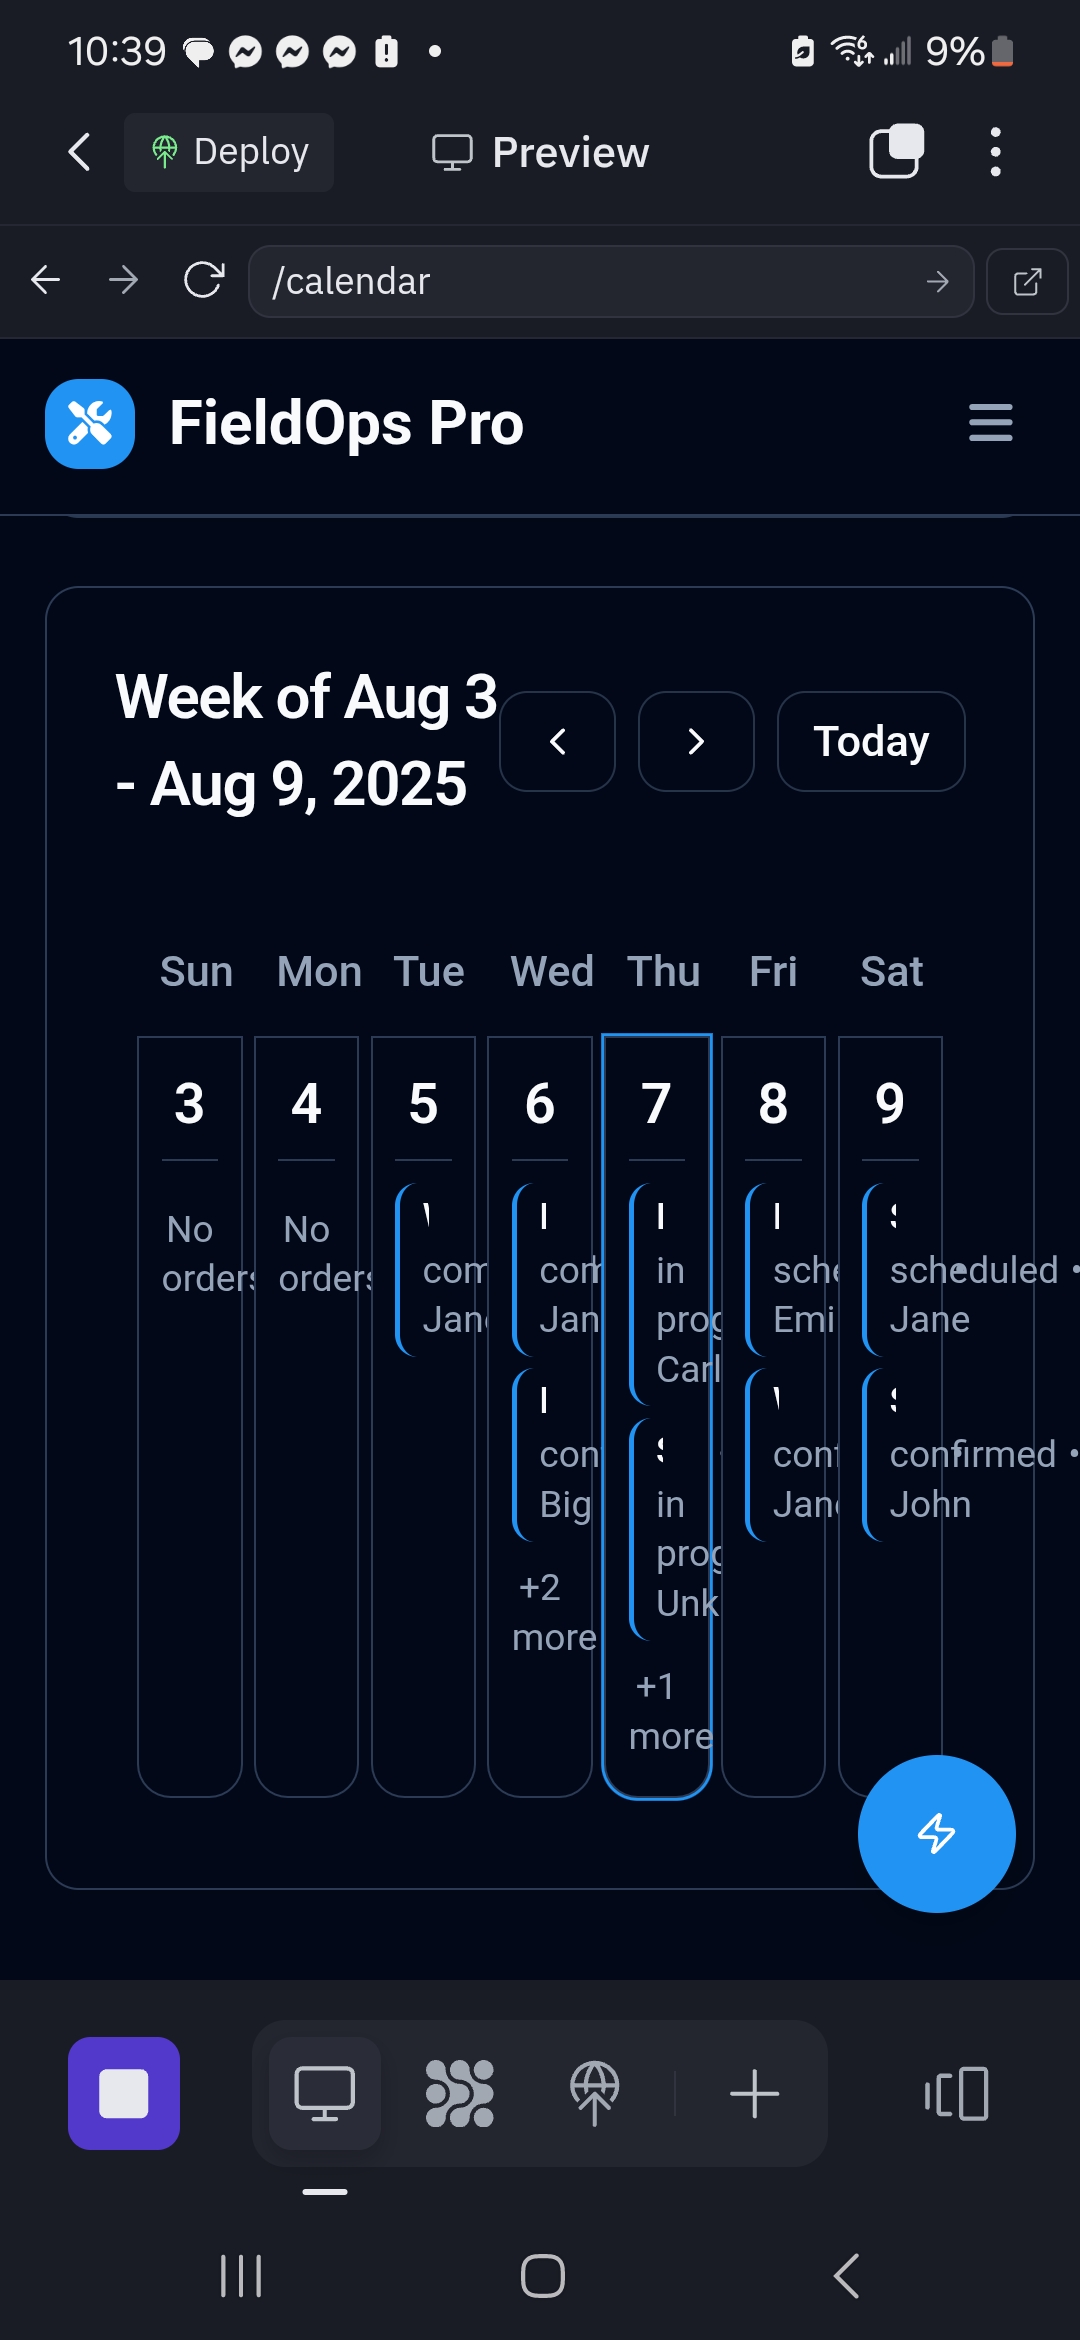 10:39
9%
Deploy
Preview
/calendar
FieldOps Pro
Week of Aug 3
- Aug 9, 2025
Today
Sun Mon Tue Wed Thu Fri Sat
3 4 5 6 7 8 9
No
orders
No
orders
com
Jan
com
Jan
con
Big
+2
more
in
prog
Carl
in
prog
Unk
+1
more
sche
Emi
conf
Jan
scheduled •
Jane
confirmed •
John